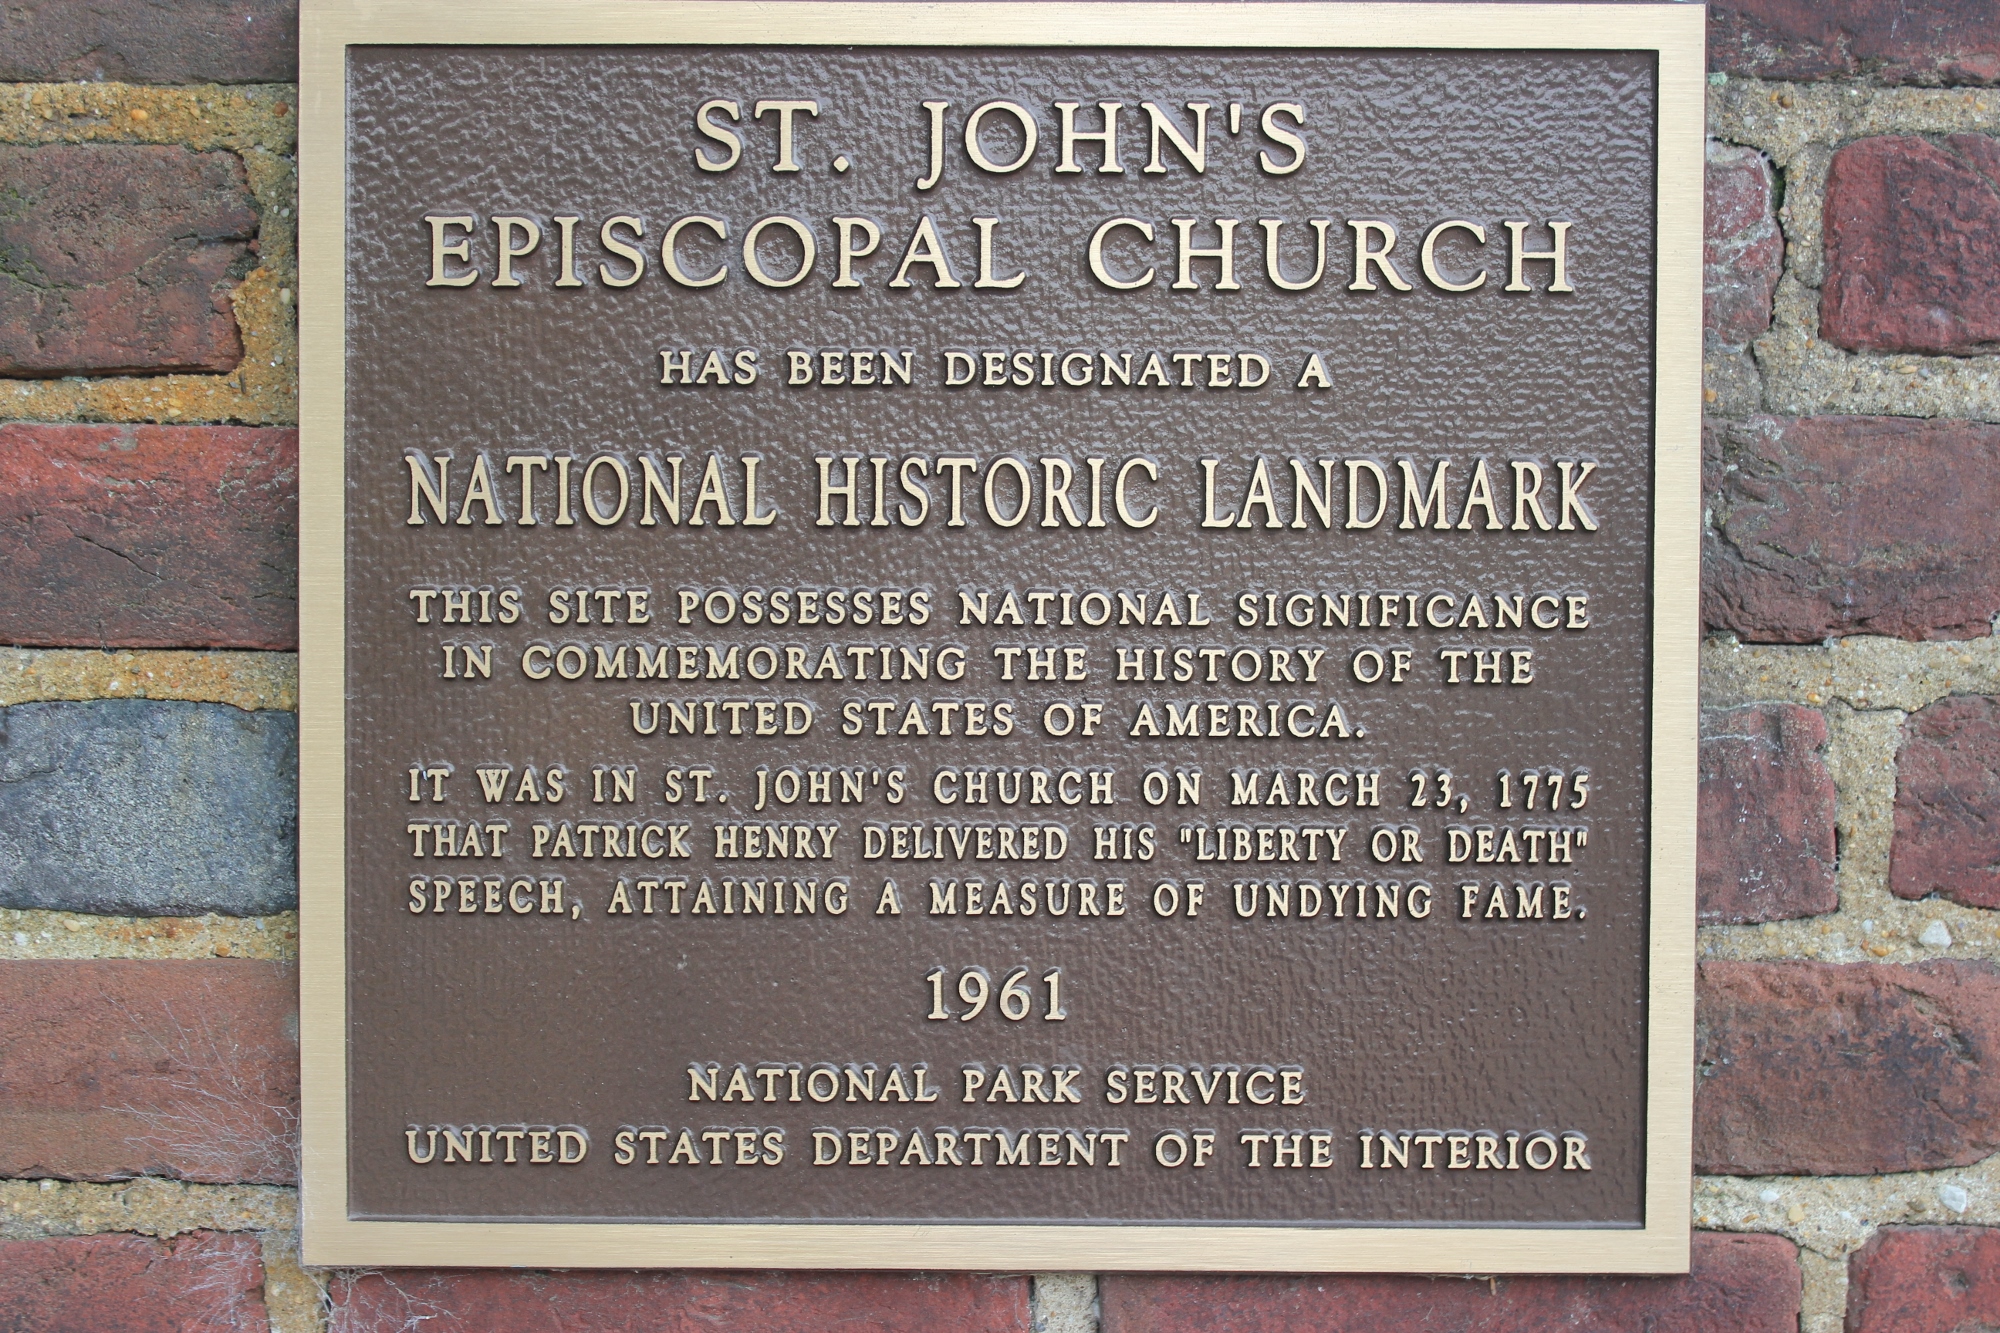 ST. JOHN'S
EPISCOPAL CHURCH
HAS BEEN DESIGNATED A
NATIONAL HISTORIC LANDMARK
THIS SITE POSSESSES NATIONAL SIGNIFICANCE
IN COMMEMORATING THE HISTORY OF THE
UNITED STATES OF AMERICA.
IT WAS IN ST. JOHN'S CHURCH ON MARCH 23, 1775
THAT PATRICK HENRY DELIVERED HIS "LIBERTY OR DEATH"
SPEECH, ATTAINING A MEASURE OF UNDYING FAME.
1961
NATIONAL PARK SERVICE
UNITED STATES DEPARTMENT OF THE INTERIOR